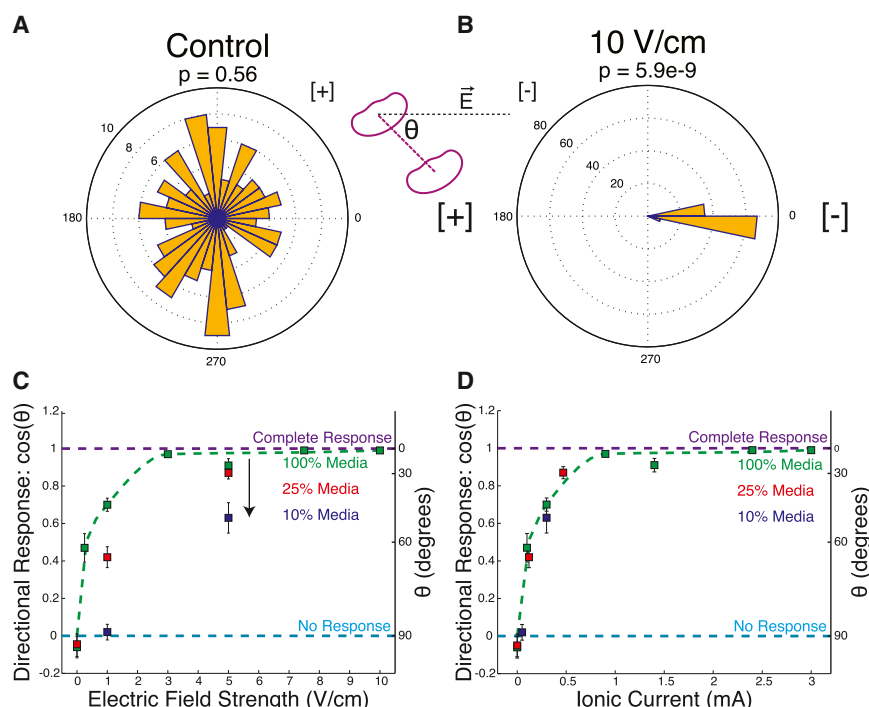 A
Control
p = 0.56
[+]
10
8
6
180
0
270
E
[-]
θ
B
10 V/cm
p = 5.9e-9
80
60
40
20
[+]
180
0
[-]
270
C
Directional Response: cos(θ)
1.2
1
0.8
0.6
0.4
0.2
0
-0.2
Complete Response
100% Media
25% Media
10% Media
No Response
0
30
60
90
θ (degrees)
0
1
2
3
4
5
6
7
8
9
10
Electric Field Strength (V/cm)
D
Directional Response: cos(θ)
1.2
1
0.8
0.6
0.4
0.2
0
-0.2
Complete Response
100% Media
25% Media
10% Media
No Response
0
30
60
90
θ (degrees)
0
0.5
1
1.5
2
2.5
3
Ionic Current (mA)